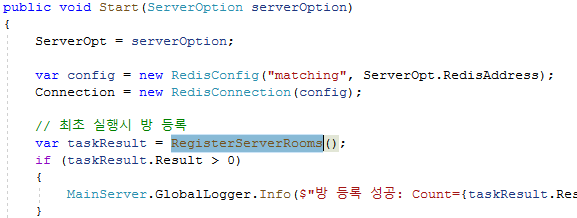 public void Start(ServerOption serverOption)
{
ServerOpt = serverOption;
var config = new RedisConfig("matching", ServerOpt.RedisAddress);
Connection = new RedisConnection(config);
// 최초 실행시 방 등록
var taskResult = RegisterServerRooms();
if (taskResult.Result > 0)
{
MainServer.GlobalLogger.Info($"방 등록 성공: Count={taskResult.Res
}